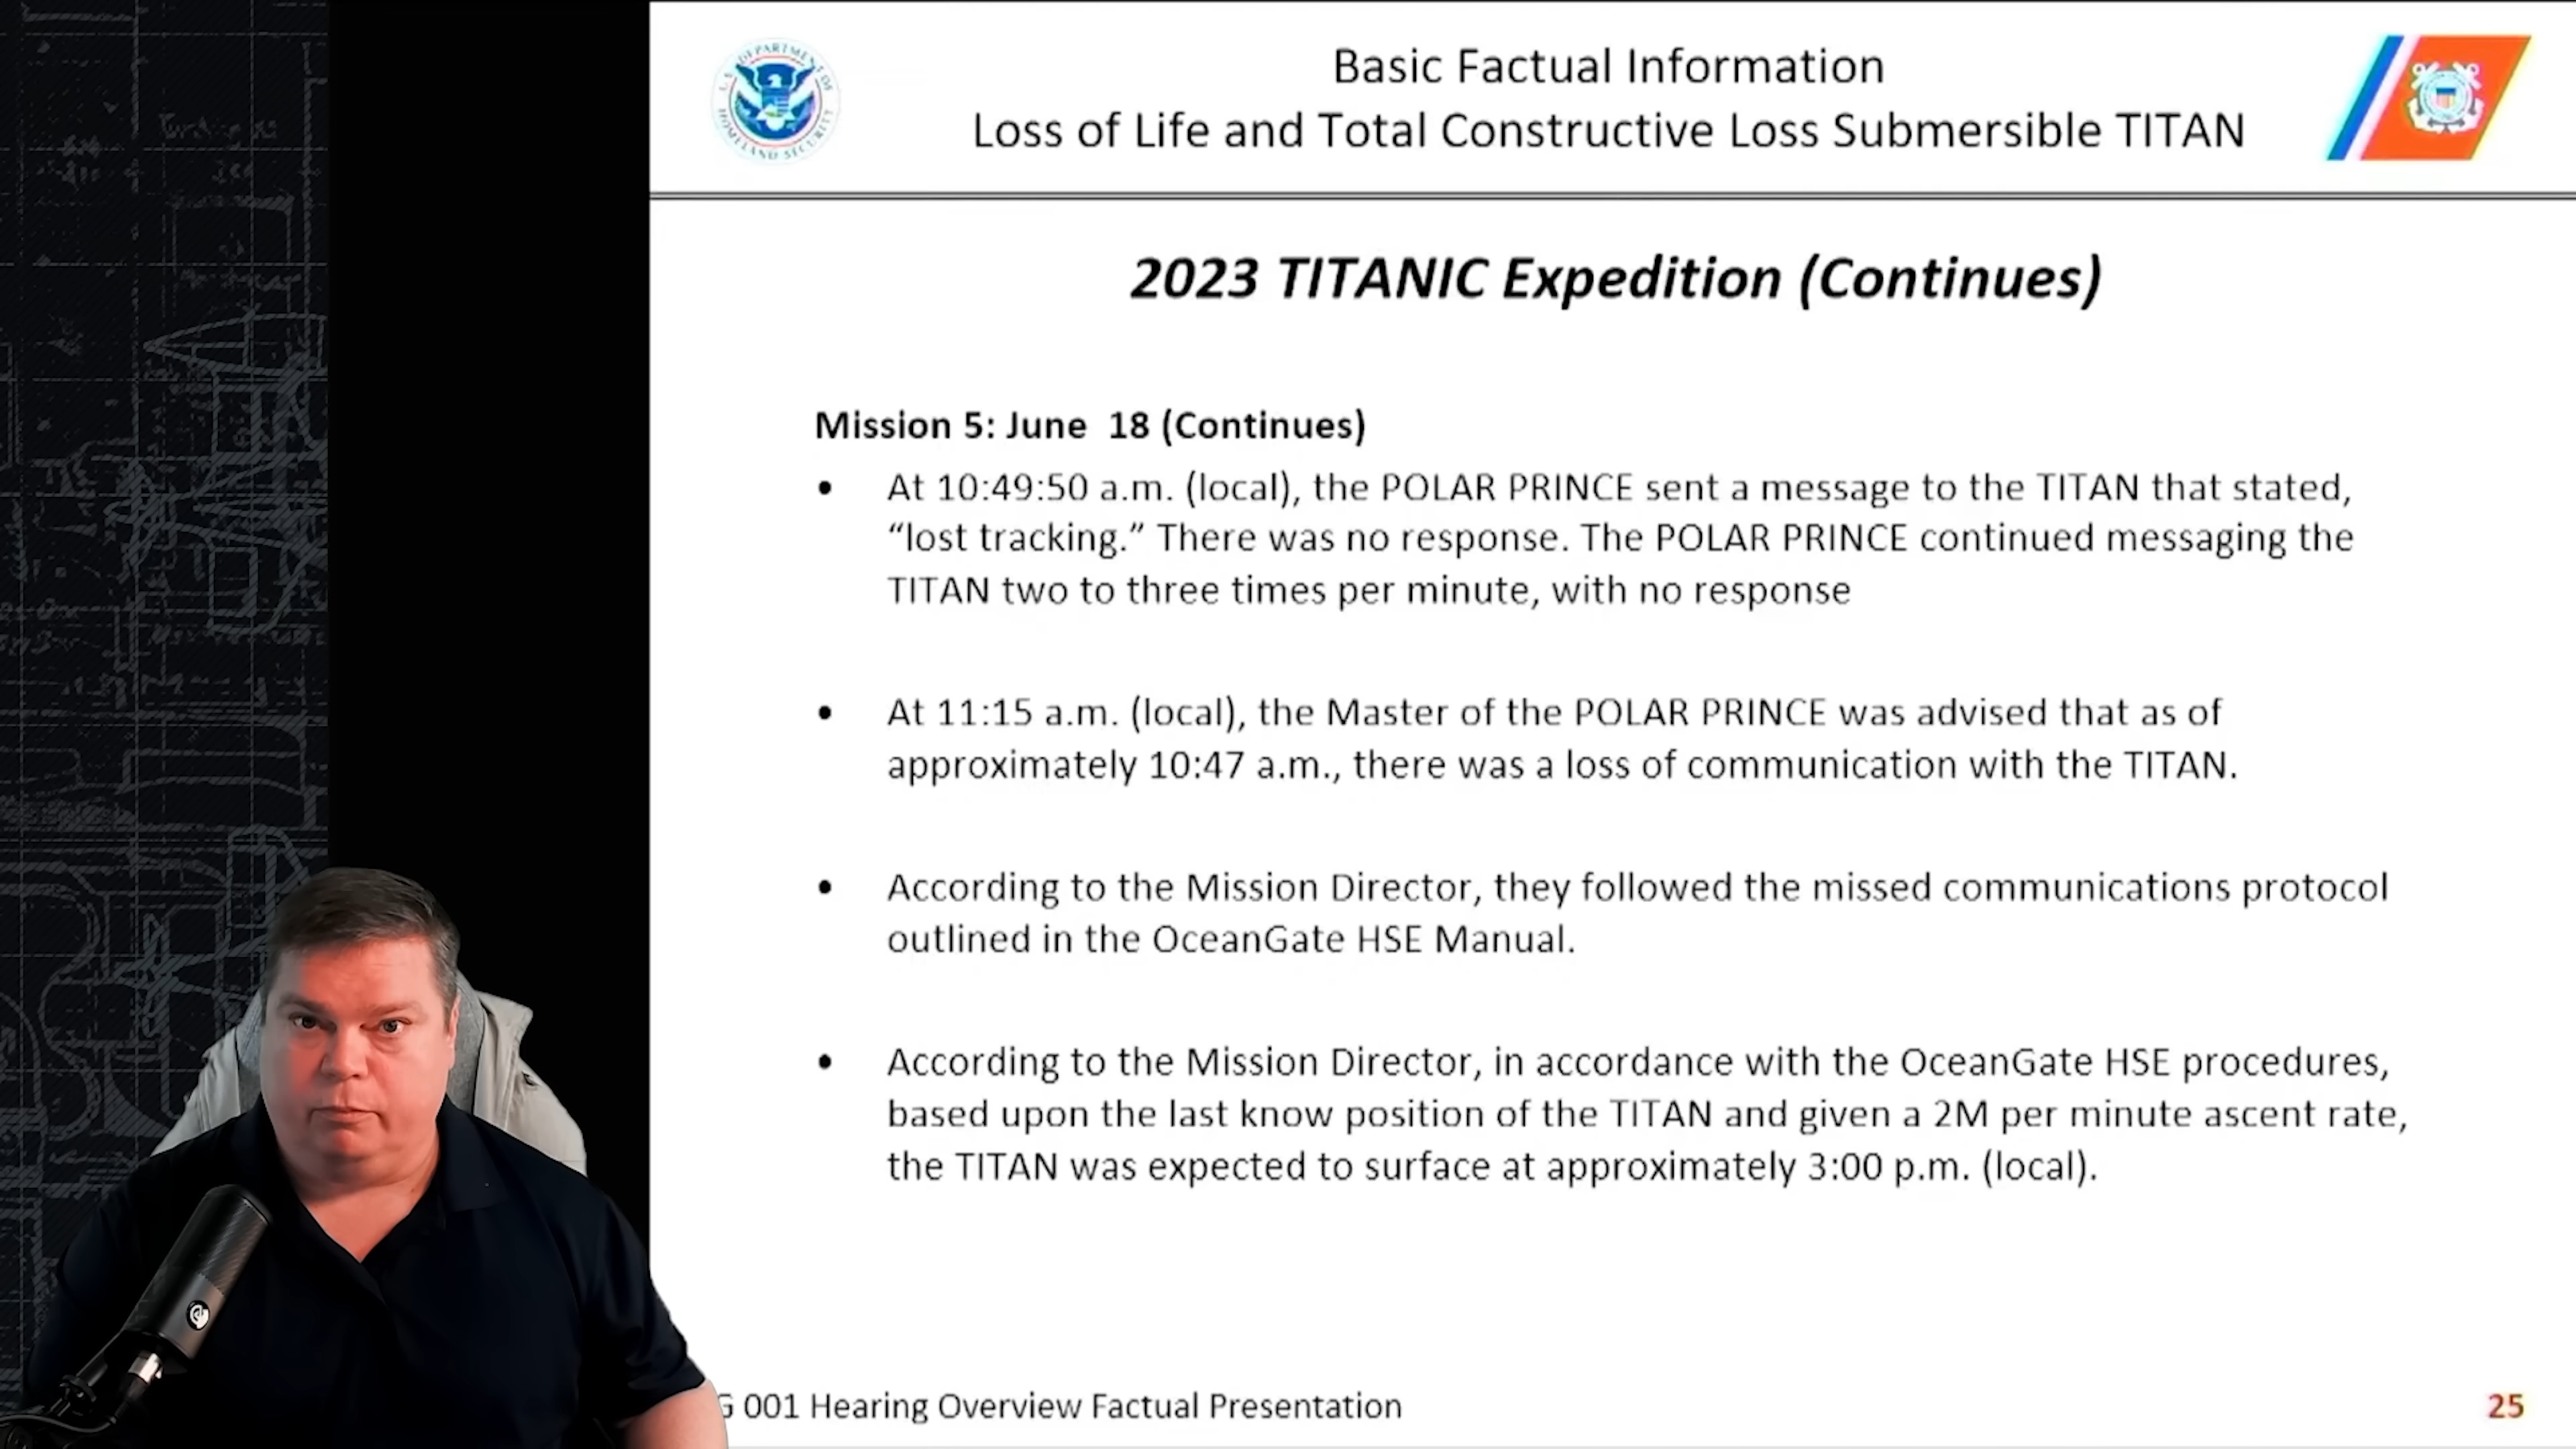 Basic Factual Information
Loss of Life and Total Constructive Loss Submersible TITAN
U.S. DEPARTMENT OF
HOMELAND SECURITY
2023 TITANIC Expedition (Continues)
Mission 5: June 18 (Continues)
• At 10:49:50 a.m. (local), the POLAR PRINCE sent a message to the TITAN that stated,
“lost tracking.” There was no response. The POLAR PRINCE continued messaging the
TITAN two to three times per minute, with no response
• At 11:15 a.m. (local), the Master of the POLAR PRINCE was advised that as of
approximately 10:47 a.m., there was a loss of communication with the TITAN.
• According to the Mission Director, they followed the missed communications protocol
outlined in the OceanGate HSE Manual.
• According to the Mission Director, in accordance with the OceanGate HSE procedures,
based upon the last know position of the TITAN and given a 2M per minute ascent rate,
the TITAN was expected to surface at approximately 3:00 p.m. (local).
G 001 Hearing Overview Factual Presentation
25